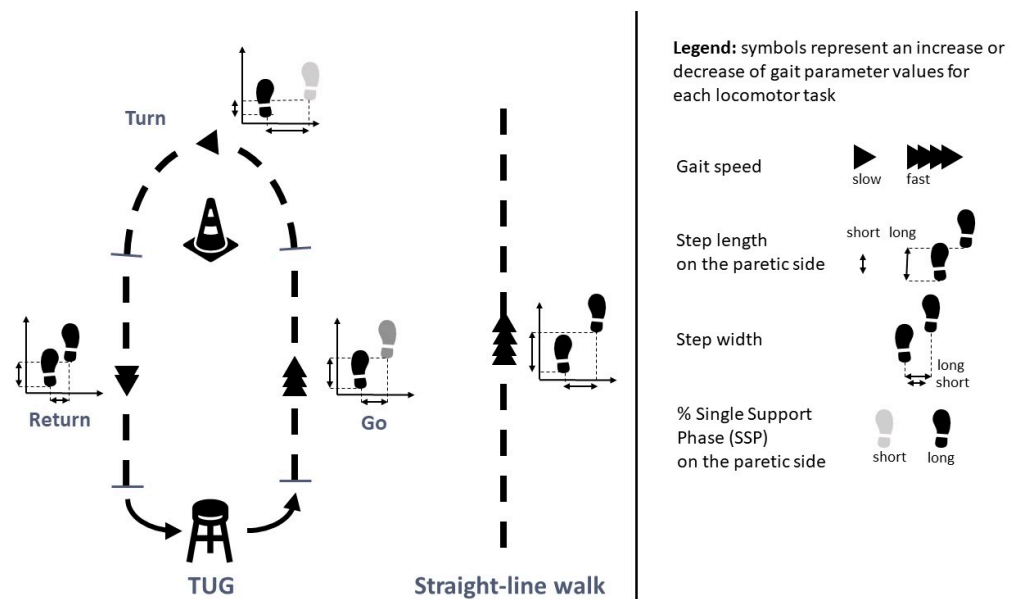 Turn
Return
Go
TUG
Straight-line walk
Legend: symbols represent an increase or
decrease of gait parameter values for
each locomotor task
Gait speed
slow fast
Step length
on the paretic side
short long
Step width
long
short
% Single Support
Phase (SSP)
on the paretic side
short long